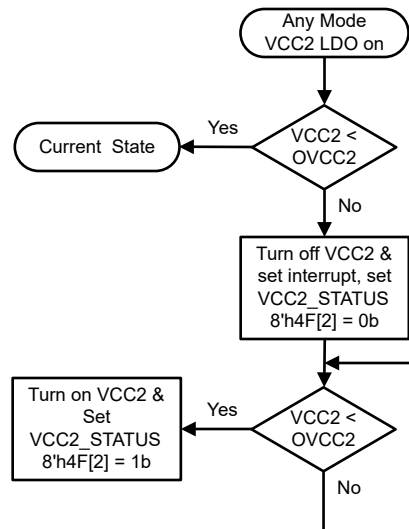 Any Mode
VCC2 LDO on
Yes
VCC2 <
OVCC2
Current  State
No
Turn off VCC2 &
set interrupt, set
VCC2_STATUS
8'h4F[2] = 0b
Turn on VCC2 &
Set
VCC2_STATUS
8'h4F[2] = 1b
Yes
VCC2 <
OVCC2
No